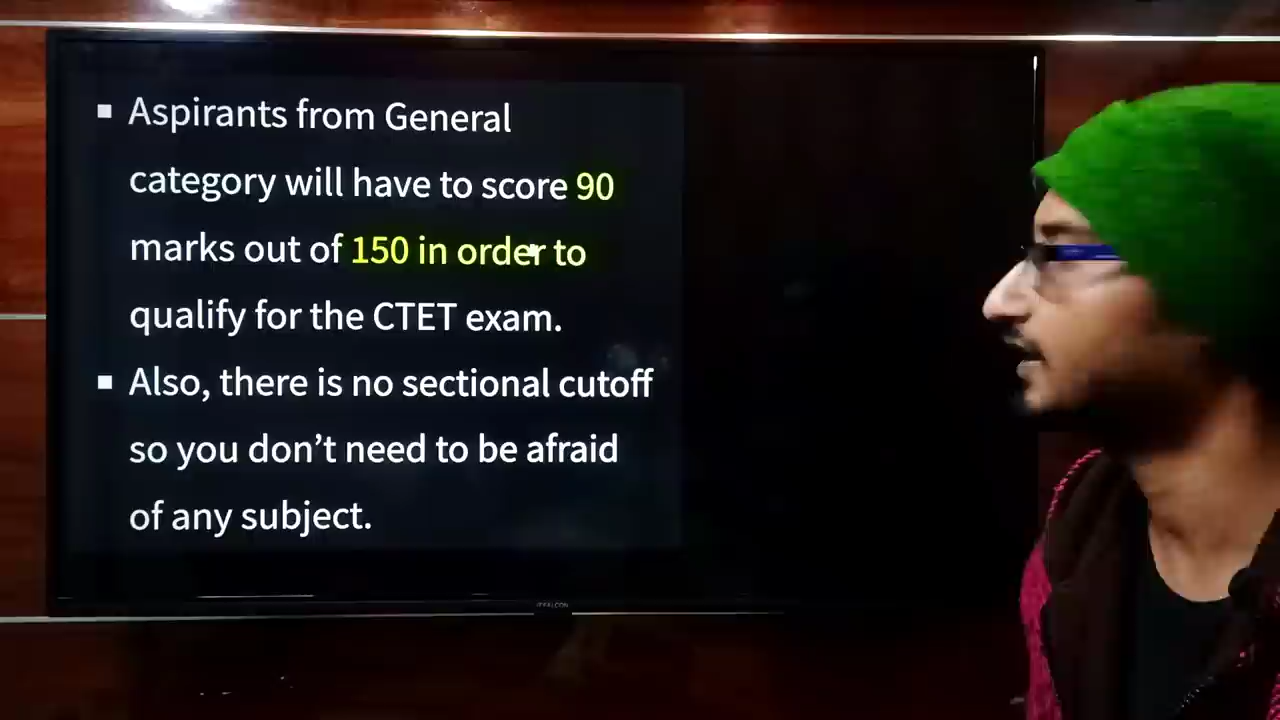 ▪ Aspirants from General
category will have to score 90
marks out of 150 in order to
qualify for the CTET exam.
▪ Also, there is no sectional cutoff
so you don't need to be afraid
of any subject.
iFFALCON